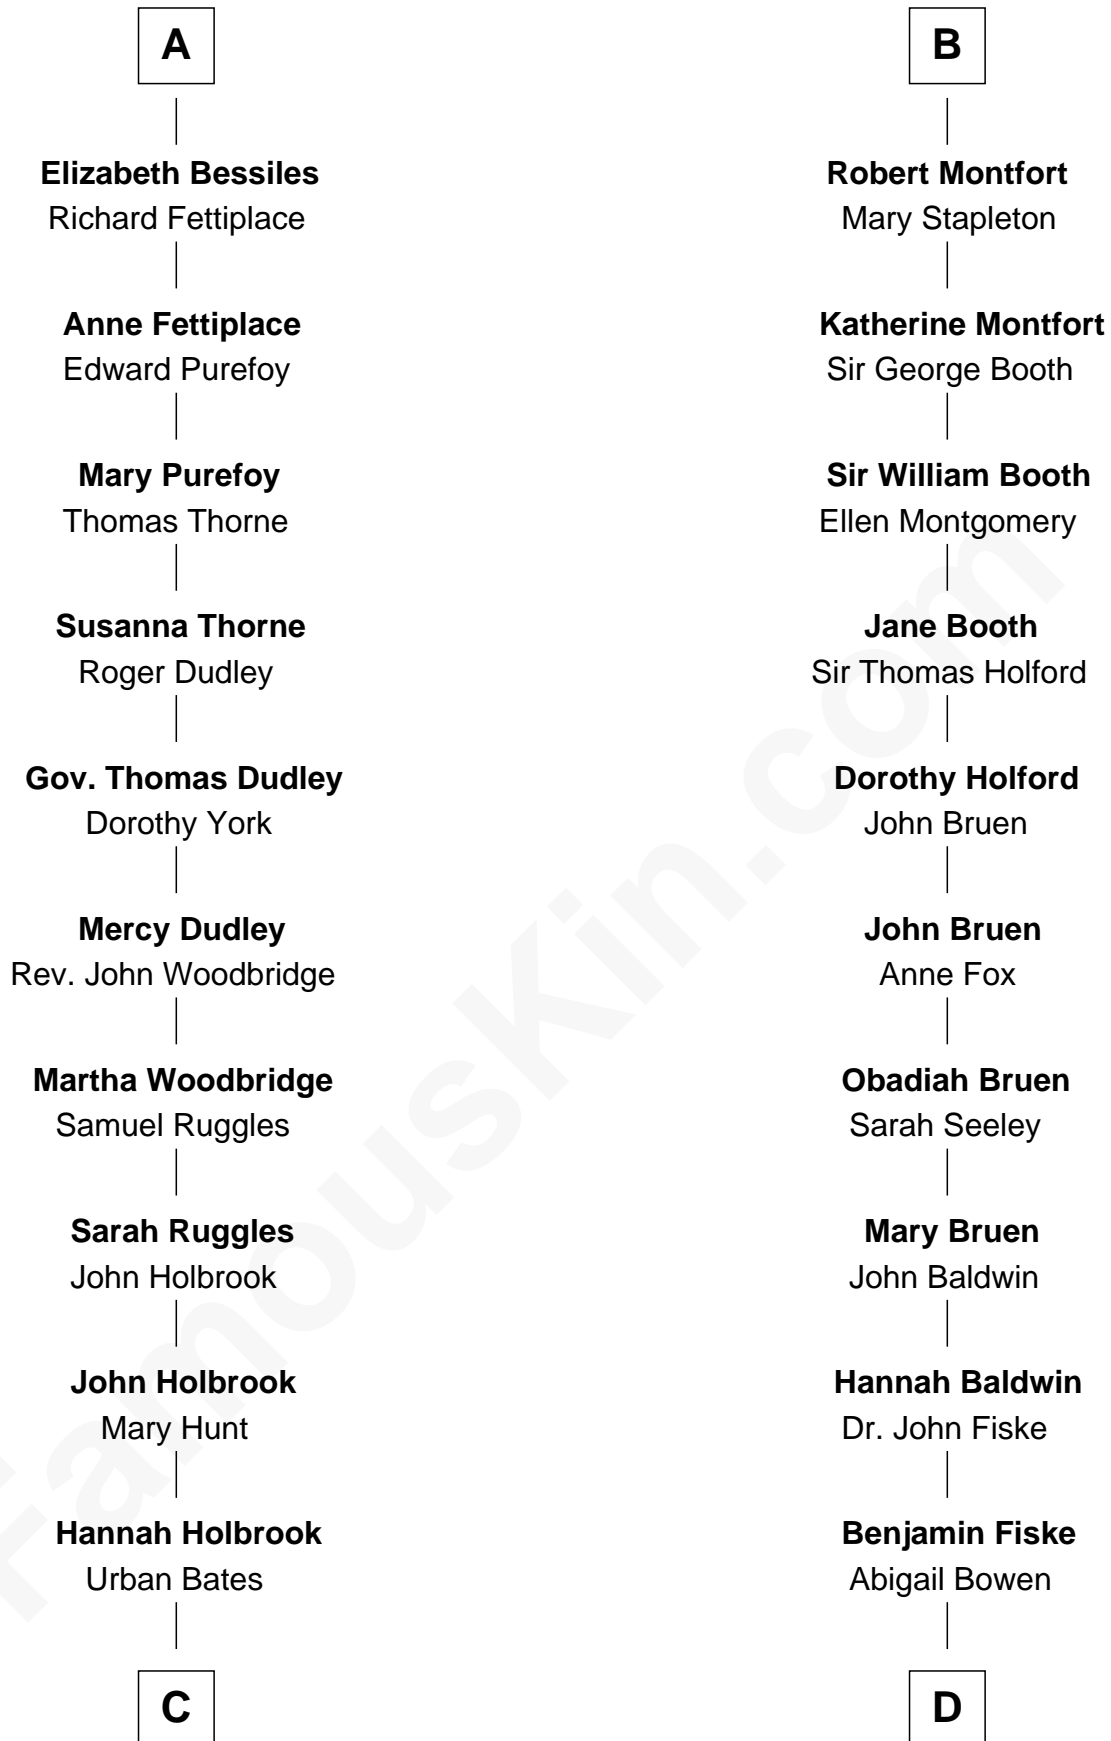 A
Elizabeth Bessiles
Richard Fettiplace
Anne Fettiplace
Edward Purefoy
Mary Purefoy
Thomas Thorne
Susanna Thorne
Roger Dudley
Gov. Thomas Dudley
Dorothy York
Mercy Dudley
Rev. John Woodbridge
Martha Woodbridge
Samuel Ruggles
Sarah Ruggles
John Holbrook
John Holbrook
Mary Hunt
Hannah Holbrook
Urban Bates
C
B
Robert Montfort
Mary Stapleton
Katherine Montfort
Sir George Booth
Sir William Booth
Ellen Montgomery
Jane Booth
Sir Thomas Holford
Dorothy Holford
John Bruen
John Bruen
Anne Fox
Obadiah Bruen
Sarah Seeley
Mary Bruen
John Baldwin
Hannah Baldwin
Dr. John Fiske
Benjamin Fiske
Abigail Bowen
D
FamousKin.com